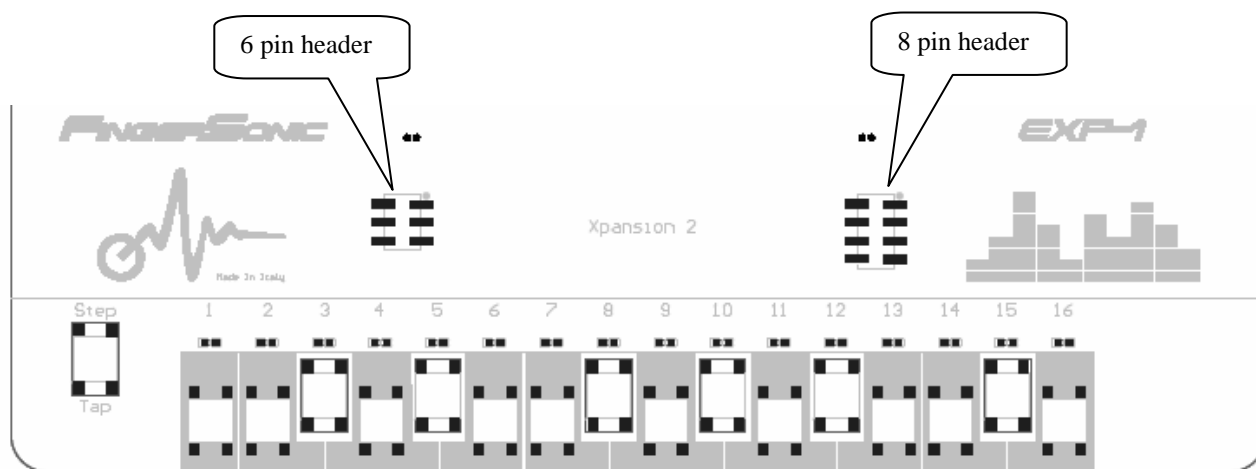 6 pin header
8 pin header
FINGERSONIC
EXP-1
Xpansion 2
Made In Italy
Step
1 2 3 4 5 6 7 8 9 10 11 12 13 14 15 16
Tap